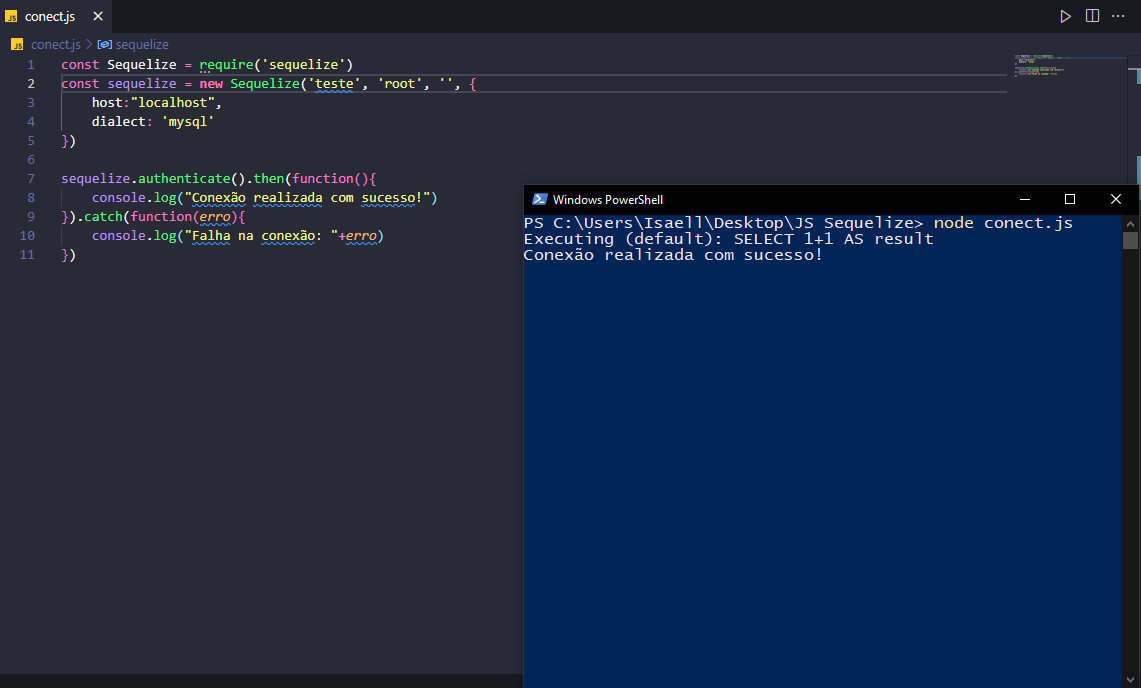 JS conect.js
JS conect.js > sequelize
1 const Sequelize = require('sequelize')
2 const sequelize = new Sequelize('teste', 'root', '', {
3 host:"localhost",
4 dialect: 'mysql'
5 })
6
7 sequelize.authenticate().then(function(){
8 console.log("Conexão realizada com sucesso!")
9 }).catch(function(erro){
10 console.log("Falha na conexão: "+erro)
11 })
Windows PowerShell
PS C:\Users\Isaell\Desktop\JS Sequelize> node conect.js
Executing (default): SELECT 1+1 AS result
Conexão realizada com sucesso!